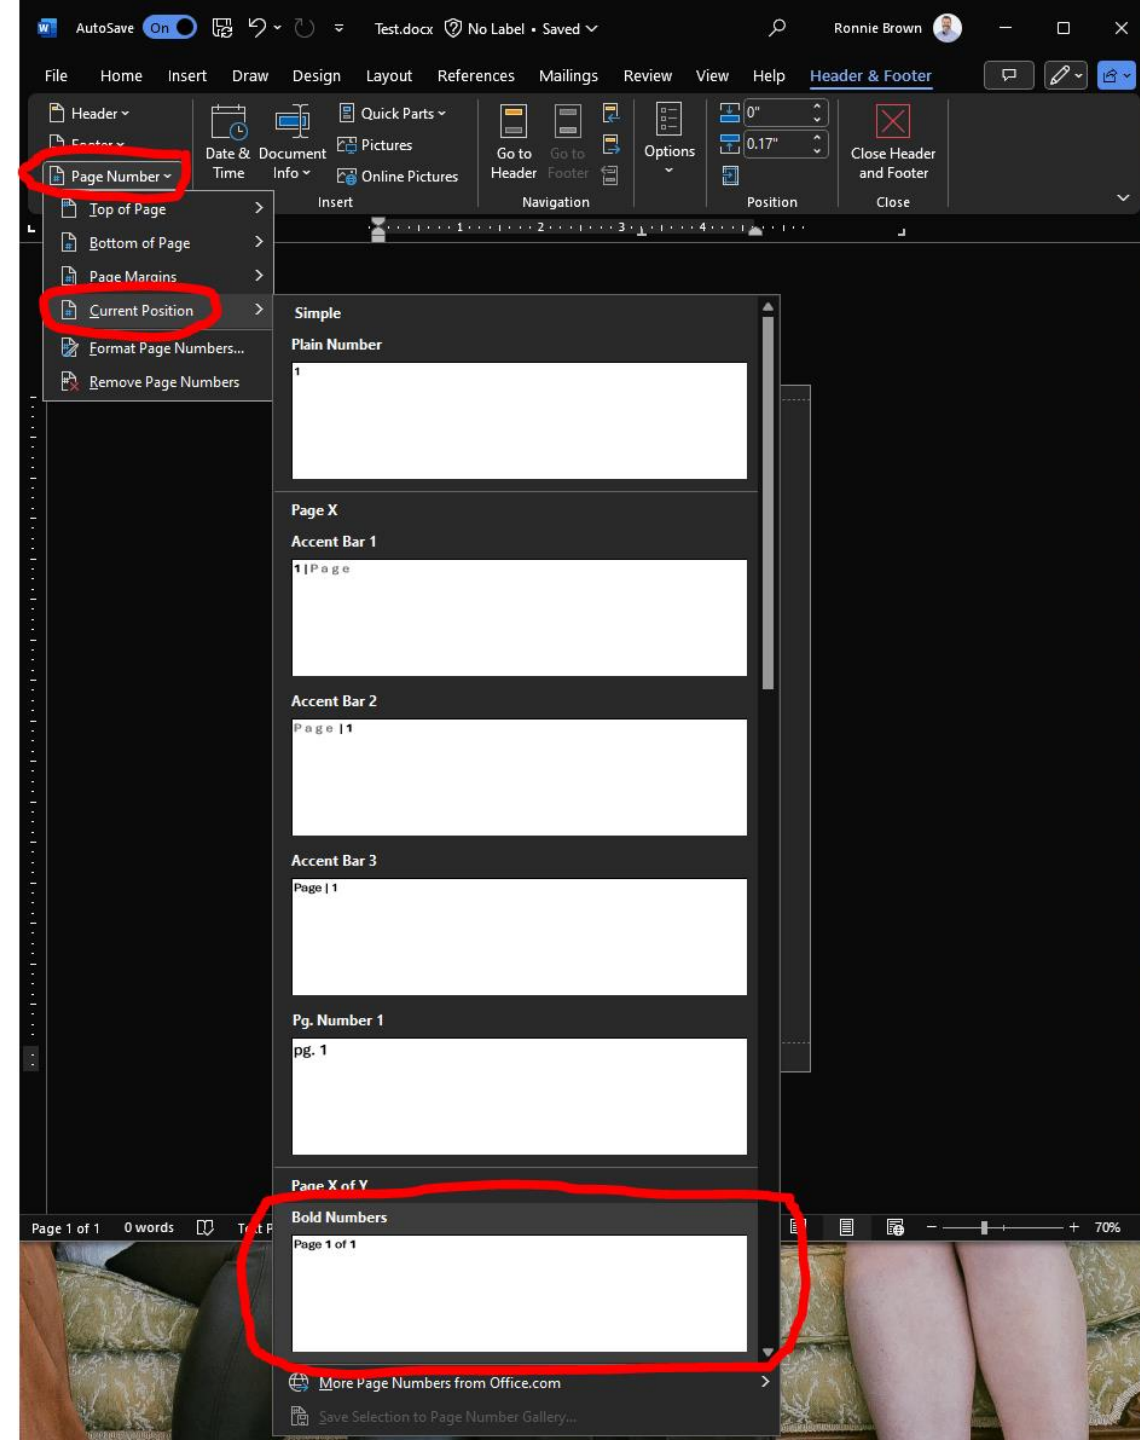 AutoSave On Test.docx No Label • Saved Ronnie Brown
File Home Insert Draw Design Layout References Mailings Review View Help Header & Footer
Header
Footer
Page Number
Date & Time
Document Info
Quick Parts
Pictures
Online Pictures
Insert
Go to Header
Go to Footer
Navigation
Options
0"
0.17"
Position
Close Header and Footer
Close
Top of Page
Bottom of Page
Page Margins
Current Position
Format Page Numbers...
Remove Page Numbers
1 2 3 4
Simple
Plain Number
1
Page X
Accent Bar 1
1 | Page
Accent Bar 2
Page | 1
Accent Bar 3
Page | 1
Pg. Number 1
pg. 1
Page X of Y
Bold Numbers
Page 1 of 1
More Page Numbers from Office.com
Save Selection to Page Number Gallery...
Page 1 of 1 0 words 70%